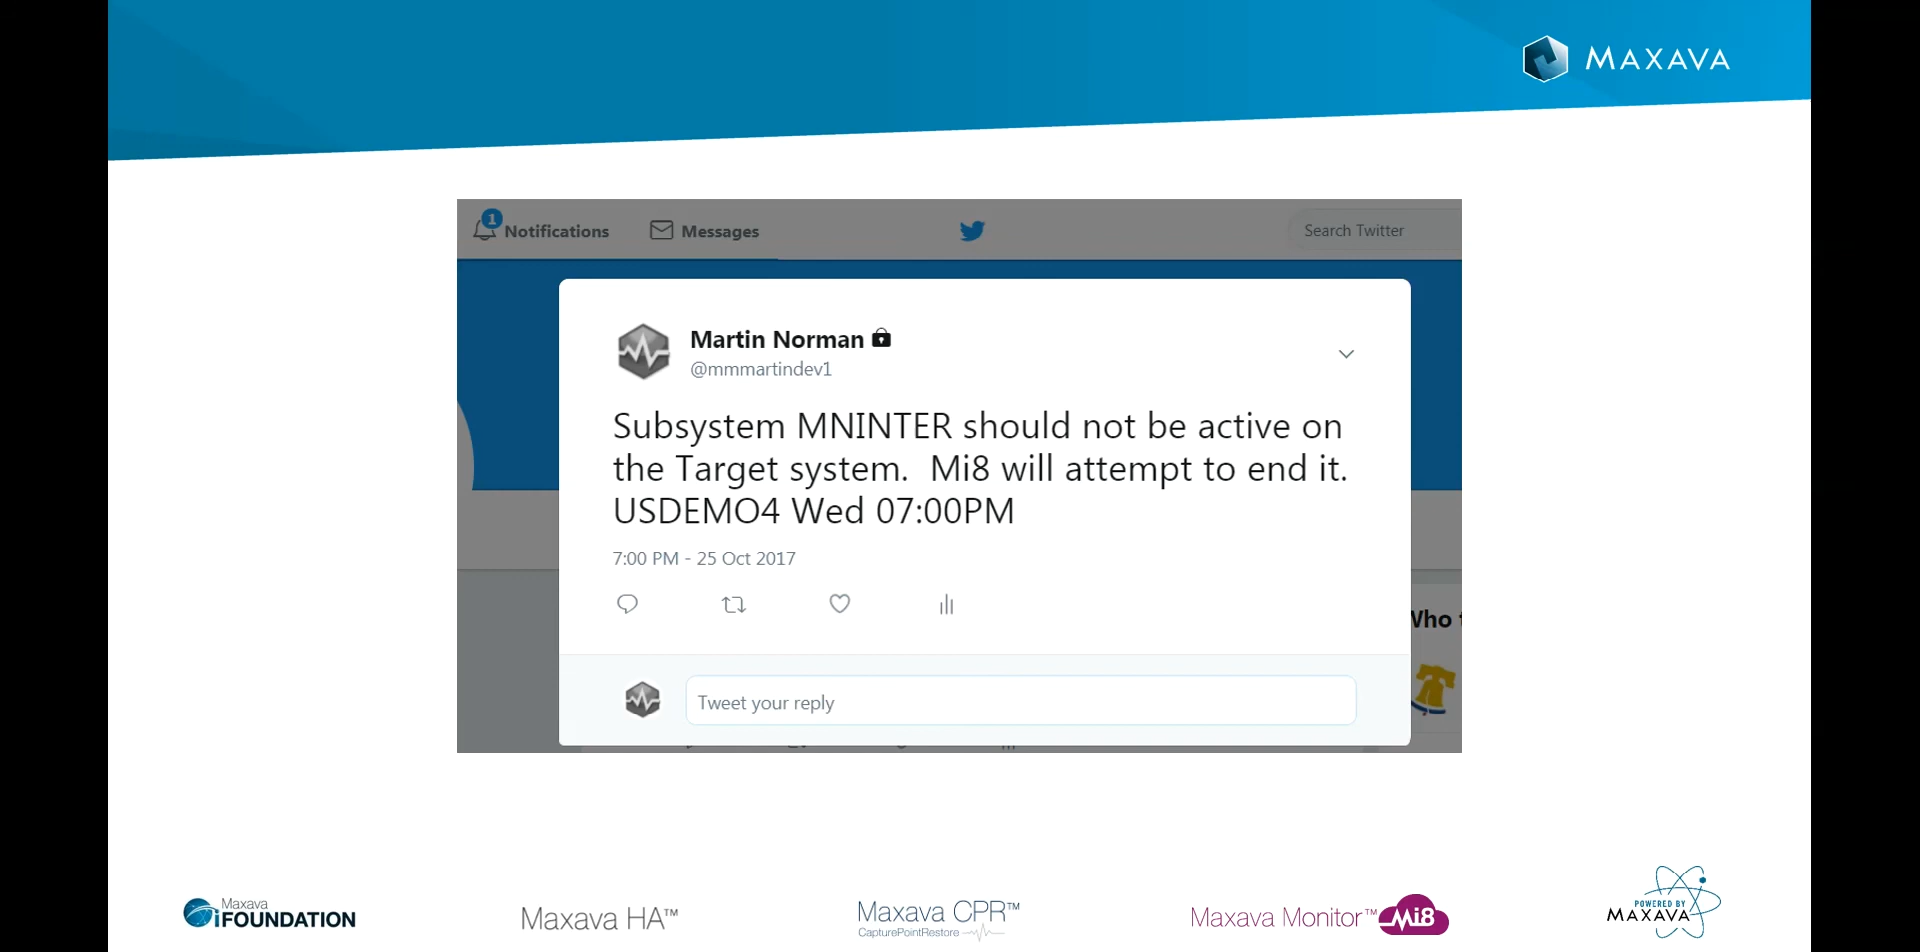 MAXAVA
1
Notifications
Messages
Search Twitter
Martin Norman
@mmmartindev1
Subsystem MNINTER should not be active on
the Target system.  Mi8 will attempt to end it.
USDEMO4 Wed 07:00PM
7:00 PM - 25 Oct 2017
Who
Tweet your reply
Maxava
iFOUNDATION
Maxava HA™
Maxava CPR™
CapturePointRestore
Maxava Monitor™ Mi8
POWERED BY
MAXAVA